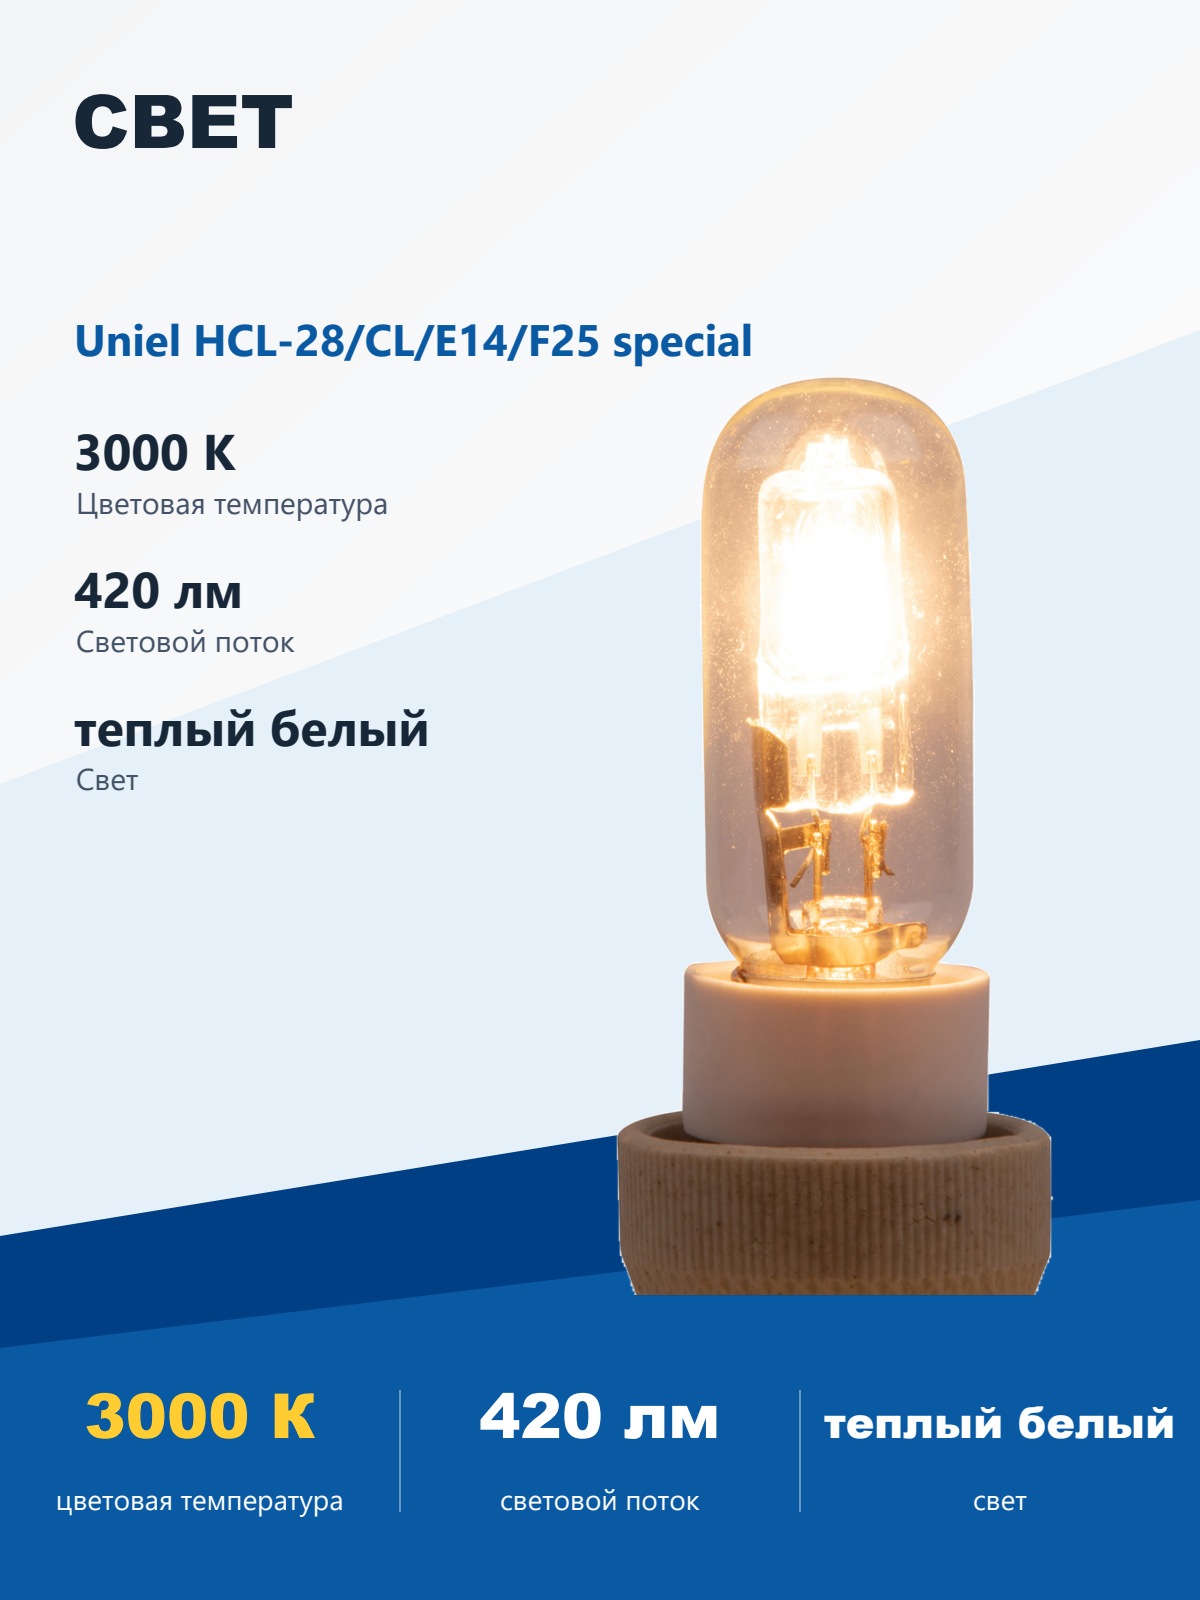 СВЕТ
Uniel HCL-28/CL/E14/F25 special
3000 К
Цветовая температура
420 лм
Световой поток
теплый белый
Свет
3000 К
цветовая температура
420 лм
световой поток
теплый белый
свет